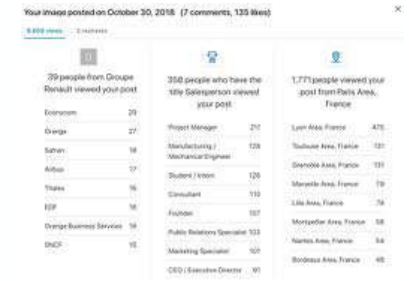 Your image posted on October 30, 2018 (7 comments, 135 likes)
views
39 people from Groupe Renault viewed your post
Econocom 29
Orange 27
Safran 18
Airbus 17
Thales 16
EDF 16
Orange Business Services 16
SNCF 15
358 people who have the title Salesperson viewed your post
Project Manager 217
Manufacturing / Mechanical Engineer 128
Student / Intern 126
Consultant 110
Founder 107
Public Relations Specialist 103
Marketing Specialist 101
CEO / Executive Director 91
1,771 people viewed your post from Paris Area, France
Lyon Area, France 475
Toulouse Area, France 131
Grenoble Area, France 131
Marseille Area, France 79
Lille Area, France 74
Montpellier Area, France 58
Nantes Area, France 54
Bordeaux Area, France 48